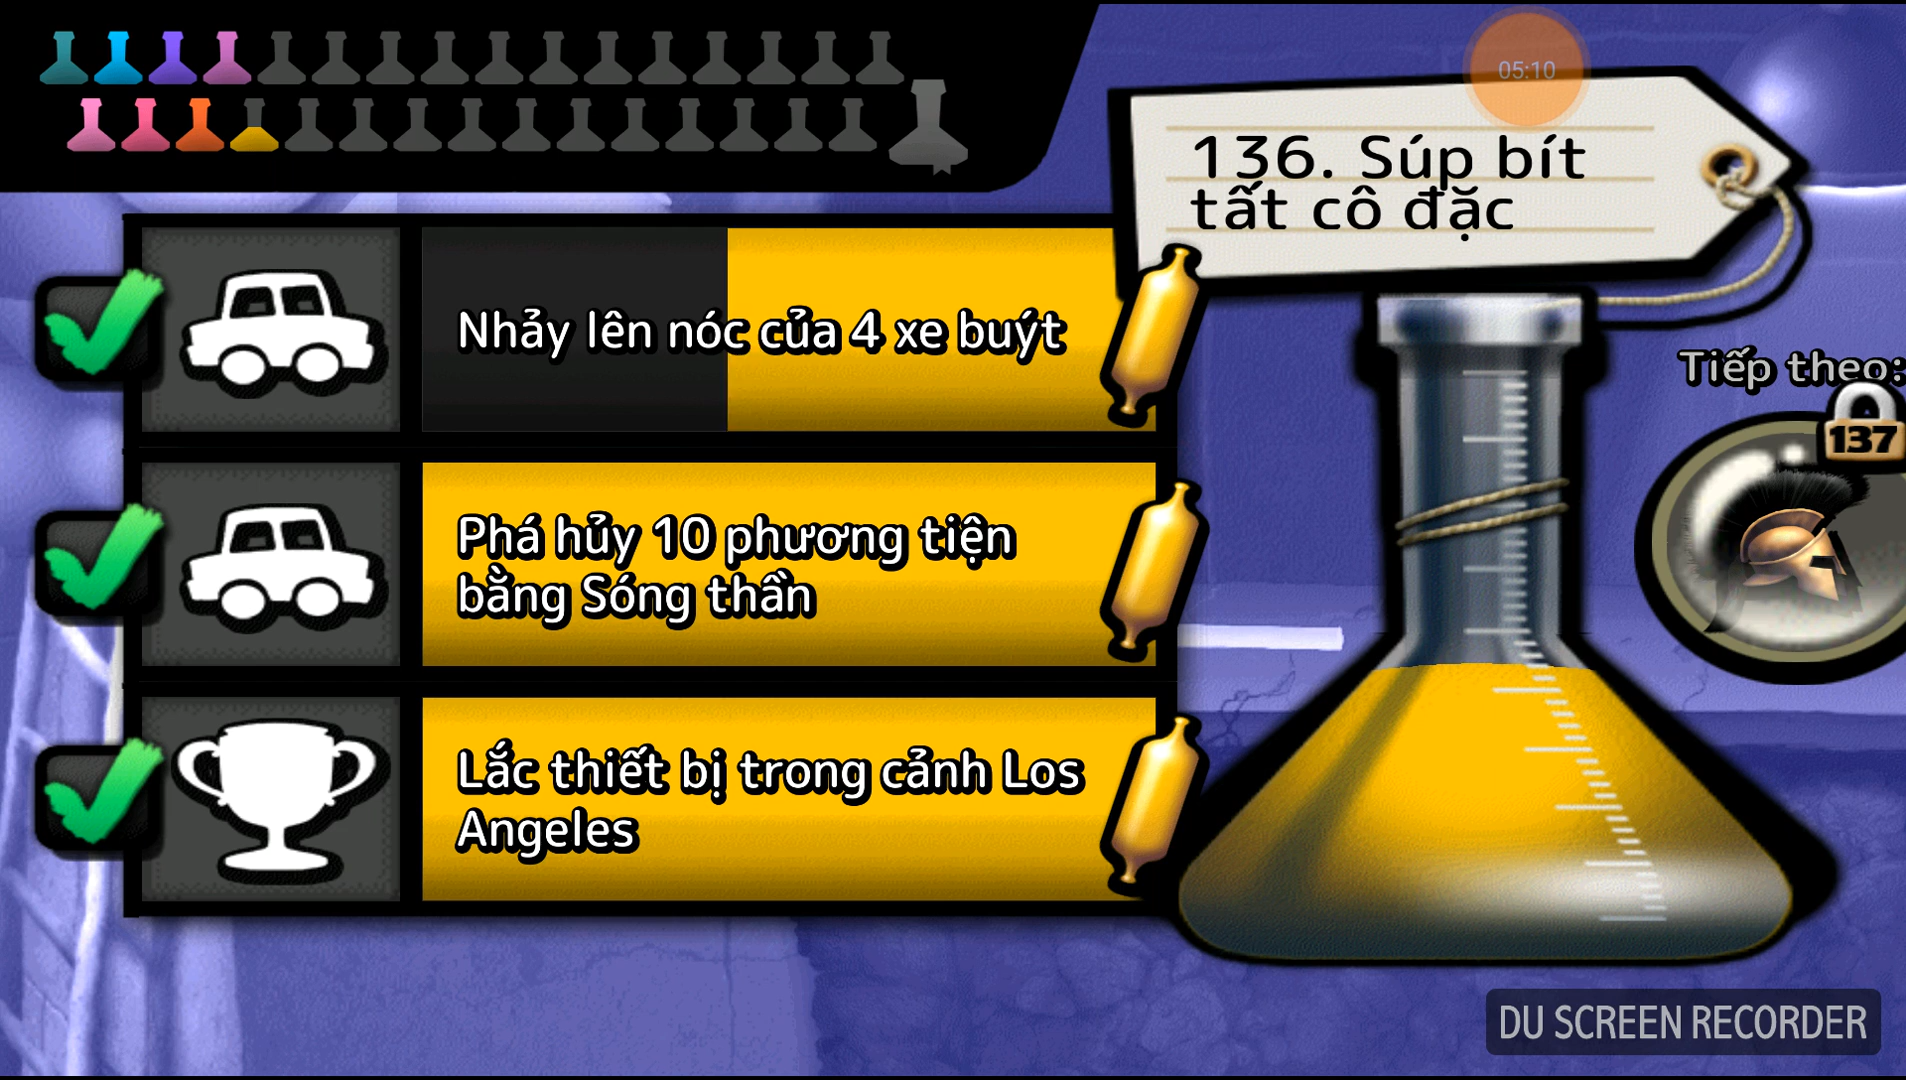 05:10
136. Súp bít
tất cô đặc
Nhảy lên nóc của 4 xe buýt
Tiếp theo:
137
Phá hủy 10 phương tiện
bằng Sóng thần
Lắc thiết bị trong cảnh Los
Angeles
DU SCREEN RECORDER